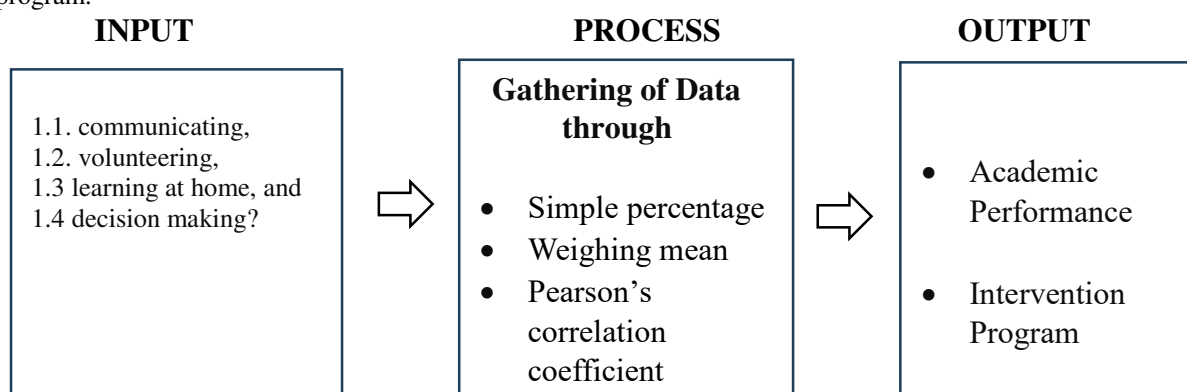 program.
INPUT
PROCESS
OUTPUT
1.1. communicating,
1.2. volunteering,
1.3 learning at home, and
1.4 decision making?
Gathering of Data
through
• Simple percentage
• Weighing mean
• Pearson's
correlation
coefficient
• Academic
Performance
• Intervention
Program